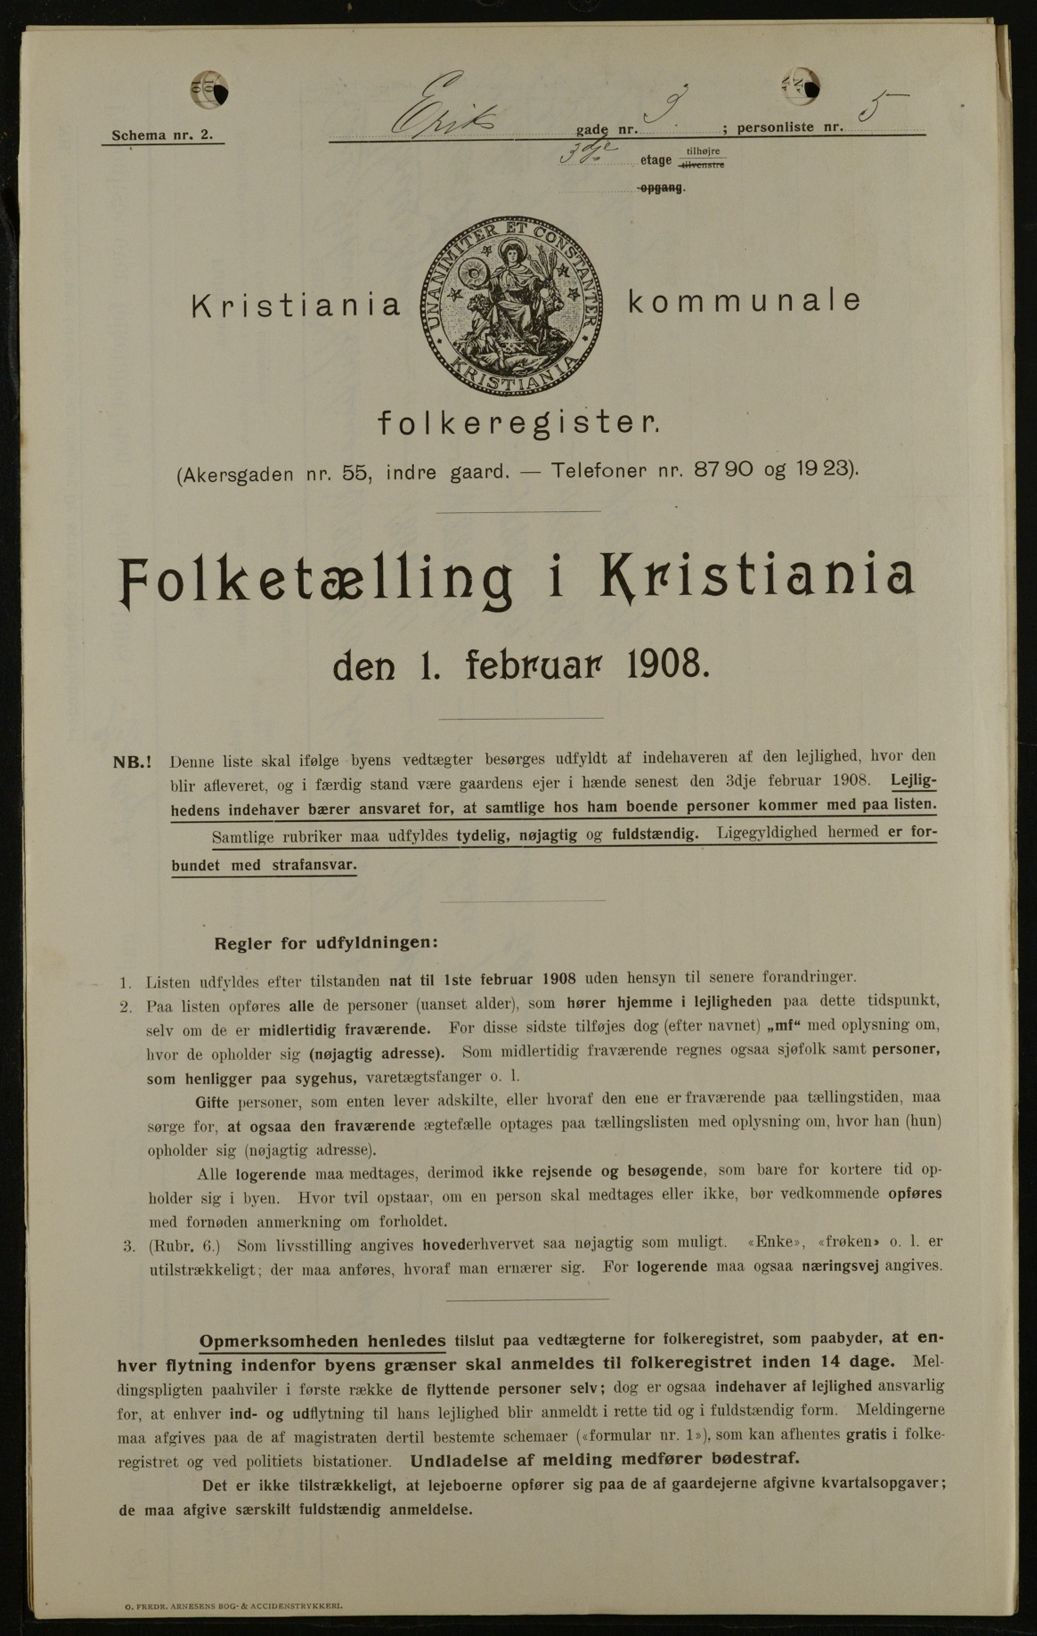 Schema nr. 2.
Eriks gade nr. 3. ; personliste nr. 5
3dje etage tilhøjre
tilvenstre
opgang.
UNANIMITER ET CONSTANTER
KRISTIANIA
Kristiania kommunale
folkeregister.
(Akersgaden nr. 55, indre gaard. — Telefoner nr. 87 90 og 19 23).
Folketælling i Kristiania
den 1. februar 1908.
NB.! Denne liste skal ifølge byens vedtægter besørges udfyldt af indehaveren af den lejlighed, hvor den
blir afleveret, og i færdig stand være gaardens ejer i hænde senest den 3dje februar 1908. Lejlig-
hedens indehaver bærer ansvaret for, at samtlige hos ham boende personer kommer med paa listen.
Samtlige rubriker maa udfyldes tydelig, nøjagtig og fuldstændig. Ligegyldighed hermed er for-
bundet med strafansvar.
Regler for udfyldningen:
1. Listen udfyldes efter tilstanden nat til 1ste februar 1908 uden hensyn til senere forandringer.
2. Paa listen opføres alle de personer (uanset alder), som hører hjemme i lejligheden paa dette tidspunkt,
selv om de er midlertidig fraværende. For disse sidste tilføjes dog (efter navnet) „mf“ med oplysning om,
hvor de opholder sig (nøjagtig adresse). Som midlertidig fraværende regnes ogsaa sjøfolk samt personer,
som henligger paa sygehus, varetægtsfanger o. l.
Gifte personer, som enten lever adskilte, eller hvoraf den ene er fraværende paa tællingstiden, maa
sørge for, at ogsaa den fraværende ægtefælle optages paa tællingslisten med oplysning om, hvor han (hun)
opholder sig (nøjagtig adresse).
Alle logerende maa medtages, derimod ikke rejsende og besøgende, som bare for kortere tid op-
holder sig i byen. Hvor tvil opstaar, om en person skal medtages eller ikke, bør vedkommende opføres
med fornøden anmerkning om forholdet.
3. (Rubr. 6.) Som livsstilling angives hovederhvervet saa nøjagtig som muligt. «Enke», «frøken» o. l. er
utilstrækkeligt; der maa anføres, hvoraf man ernærer sig. For logerende maa ogsaa næringsvej angives.
Opmerksomheden henledes tilslut paa vedtægterne for folkeregistret, som paabyder, at en-
hver flytning indenfor byens grænser skal anmeldes til folkeregistret inden 14 dage. Mel-
dingspligten paahviler i første række de flyttende personer selv; dog er ogsaa indehaver af lejlighed ansvarlig
for, at enhver ind- og udflytning til hans lejlighed blir anmeldt i rette tid og i fuldstændig form. Meldingerne
maa afgives paa de af magistraten dertil bestemte schemaer («formular nr. 1»), som kan afhentes gratis i folke-
registret og ved politiets bistationer. Undladelse af melding medfører bødestraf.
Det er ikke tilstrækkeligt, at lejeboerne opfører sig paa de af gaardejerne afgivne kvartalsopgaver;
de maa afgive særskilt fuldstændig anmeldelse.
O. FREDR. ARNESENS BOG- & ACCIDENSTRYKKERI.